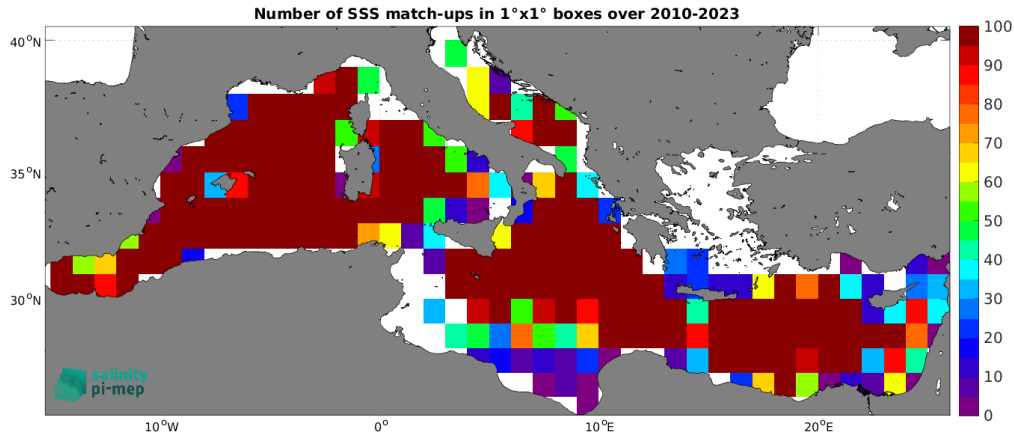 Number of SSS match-ups in 1°x1° boxes over 2010-2023
40°N
35°N
30°N
10°W
0°
10°E
20°E
100
90
80
70
60
50
40
30
20
10
0
salinity
pi-mep